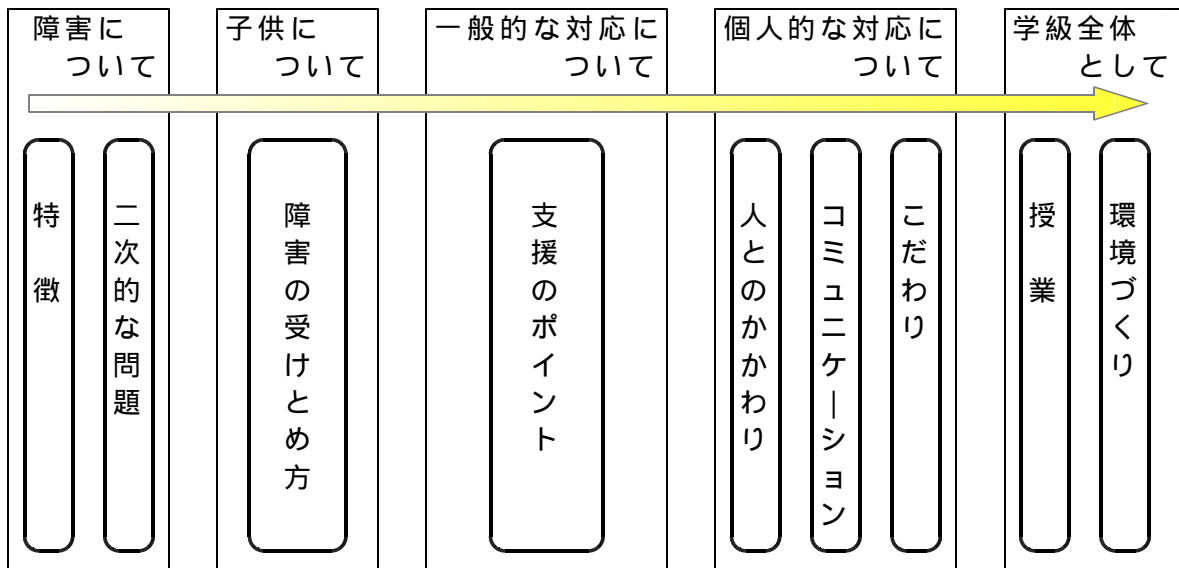 障害に
ついて
特徴
二次的な問題
子供に
ついて
障害の受けとめ方
一般的な対応に
ついて
支援のポイント
個人的な対応に
ついて
人とのかかわり
コミュニケーション
こだわり
学級全体
として
授業
環境づくり